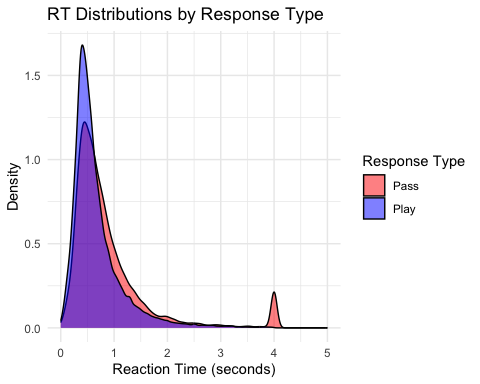 RT Distributions by Response Type
Density
1.5
1.0
0.5
0.0
0 1 2 3 4 5
Reaction Time (seconds)
Response Type
Pass
Play